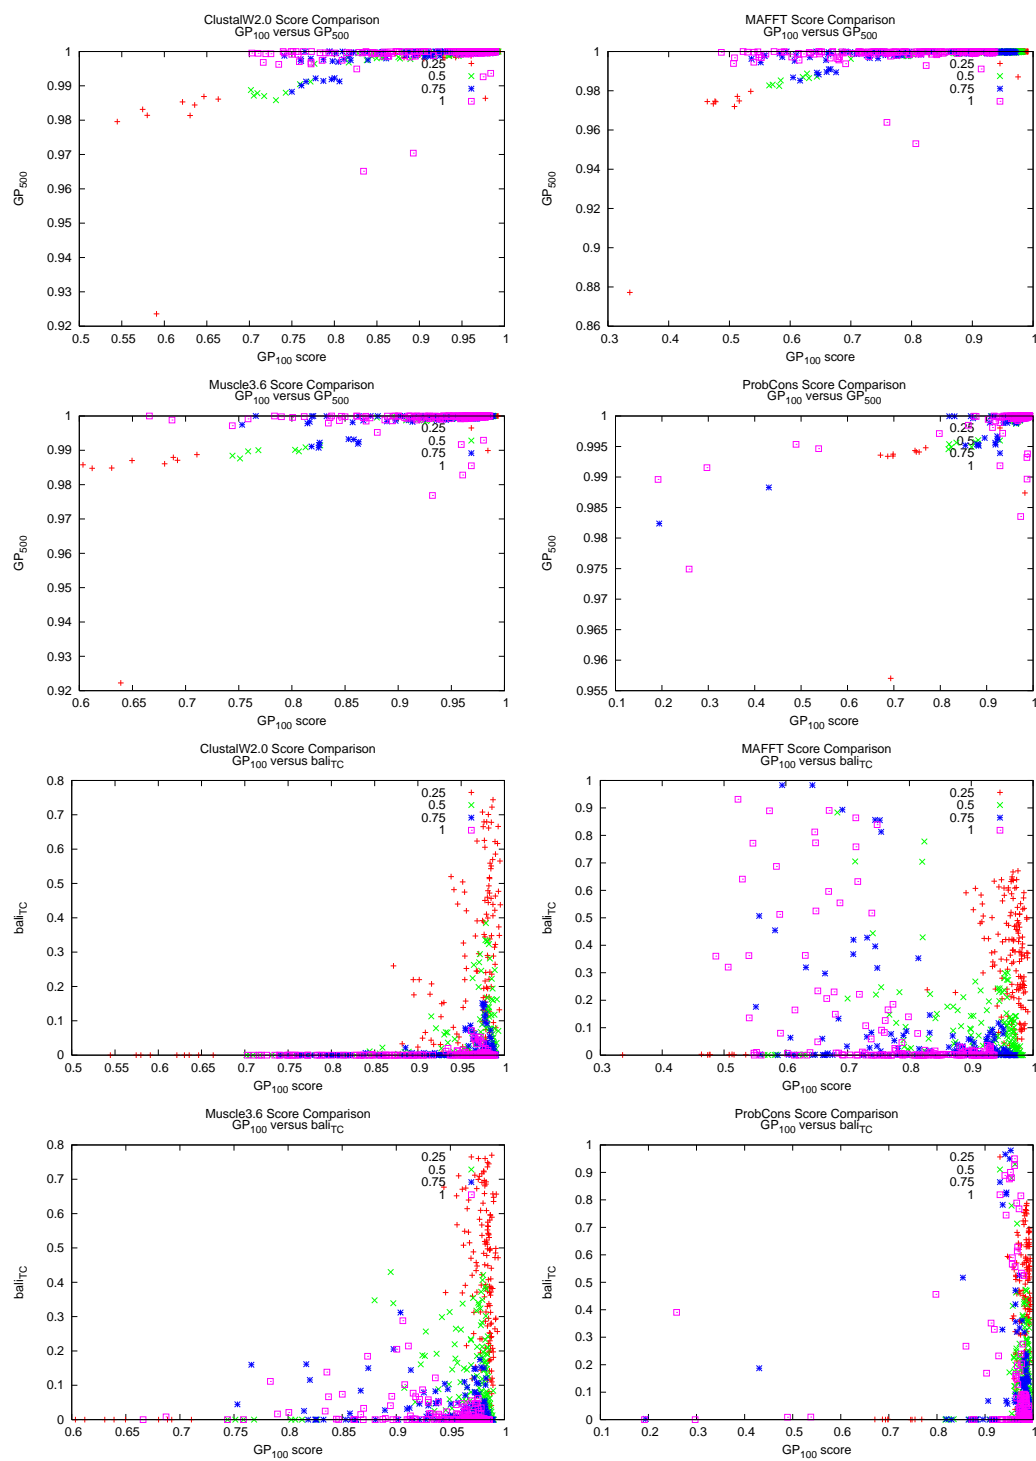 ClustalW2.0 Score Comparison
GP100 versus GP500
1
0.99
0.98
0.97
0.96
0.95
0.94
0.93
0.92
0.5 0.55 0.6 0.65 0.7 0.75 0.8 0.85 0.9 0.95 1
GP500
GP100 score
0.25
0.5
0.75
1
MAFFT Score Comparison
GP100 versus GP500
1
0.98
0.96
0.94
0.92
0.9
0.88
0.86
0.3 0.4 0.5 0.6 0.7 0.8 0.9 1
GP500
GP100 score
0.25
0.5
0.75
1
Muscle3.6 Score Comparison
GP100 versus GP500
1
0.99
0.98
0.97
0.96
0.95
0.94
0.93
0.92
0.6 0.65 0.7 0.75 0.8 0.85 0.9 0.95 1
GP500
GP100 score
0.25
0.5
0.75
1
ProbCons Score Comparison
GP100 versus GP500
1
0.995
0.99
0.985
0.98
0.975
0.97
0.965
0.96
0.955
0.1 0.2 0.3 0.4 0.5 0.6 0.7 0.8 0.9 1
GP500
GP100 score
0.25
0.5
0.75
1
ClustalW2.0 Score Comparison
GP100 versus baliTC
0.8
0.7
0.6
0.5
0.4
0.3
0.2
0.1
0
0.5 0.55 0.6 0.65 0.7 0.75 0.8 0.85 0.9 0.95 1
baliTC
GP100 score
0.25
0.5
0.75
1
MAFFT Score Comparison
GP100 versus baliTC
1
0.9
0.8
0.7
0.6
0.5
0.4
0.3
0.2
0.1
0
0.3 0.4 0.5 0.6 0.7 0.8 0.9 1
baliTC
GP100 score
0.25
0.5
0.75
1
Muscle3.6 Score Comparison
GP100 versus baliTC
0.8
0.7
0.6
0.5
0.4
0.3
0.2
0.1
0
0.6 0.65 0.7 0.75 0.8 0.85 0.9 0.95 1
baliTC
GP100 score
0.25
0.5
0.75
1
ProbCons Score Comparison
GP100 versus baliTC
1
0.9
0.8
0.7
0.6
0.5
0.4
0.3
0.2
0.1
0
0.1 0.2 0.3 0.4 0.5 0.6 0.7 0.8 0.9 1
baliTC
GP100 score
0.25
0.5
0.75
1